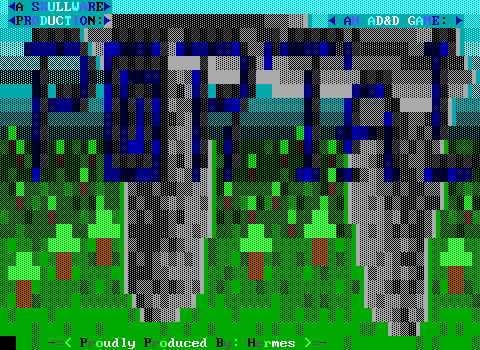 ◄A SKULLWARE►
◄PRODUCTION:►
◄ AN AD&D GAME: ►
--< Proudly Produced By: Hermes >--